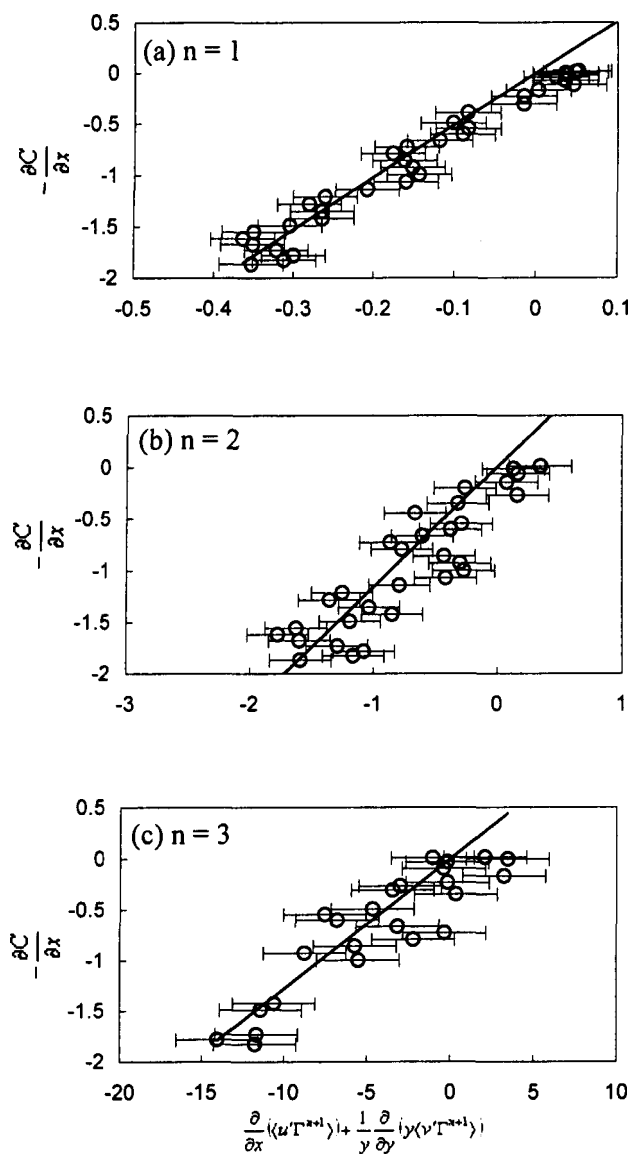 (a) n = 1
0.5
0
-0.5
-1
-1.5
-2
-∂C/∂x
-0.5 -0.4 -0.3 -0.2 -0.1 0 0.1
(b) n = 2
0.5
0
-0.5
-1
-1.5
-2
-∂C/∂x
-3 -2 -1 0 1
(c) n = 3
0.5
0
-0.5
-1
-1.5
-2
-∂C/∂x
-20 -15 -10 -5 0 5 10
∂/∂x(⟨u'Γⁿ⁺¹⟩) + 1/y ∂/∂y(y⟨v'Γⁿ⁺¹⟩)